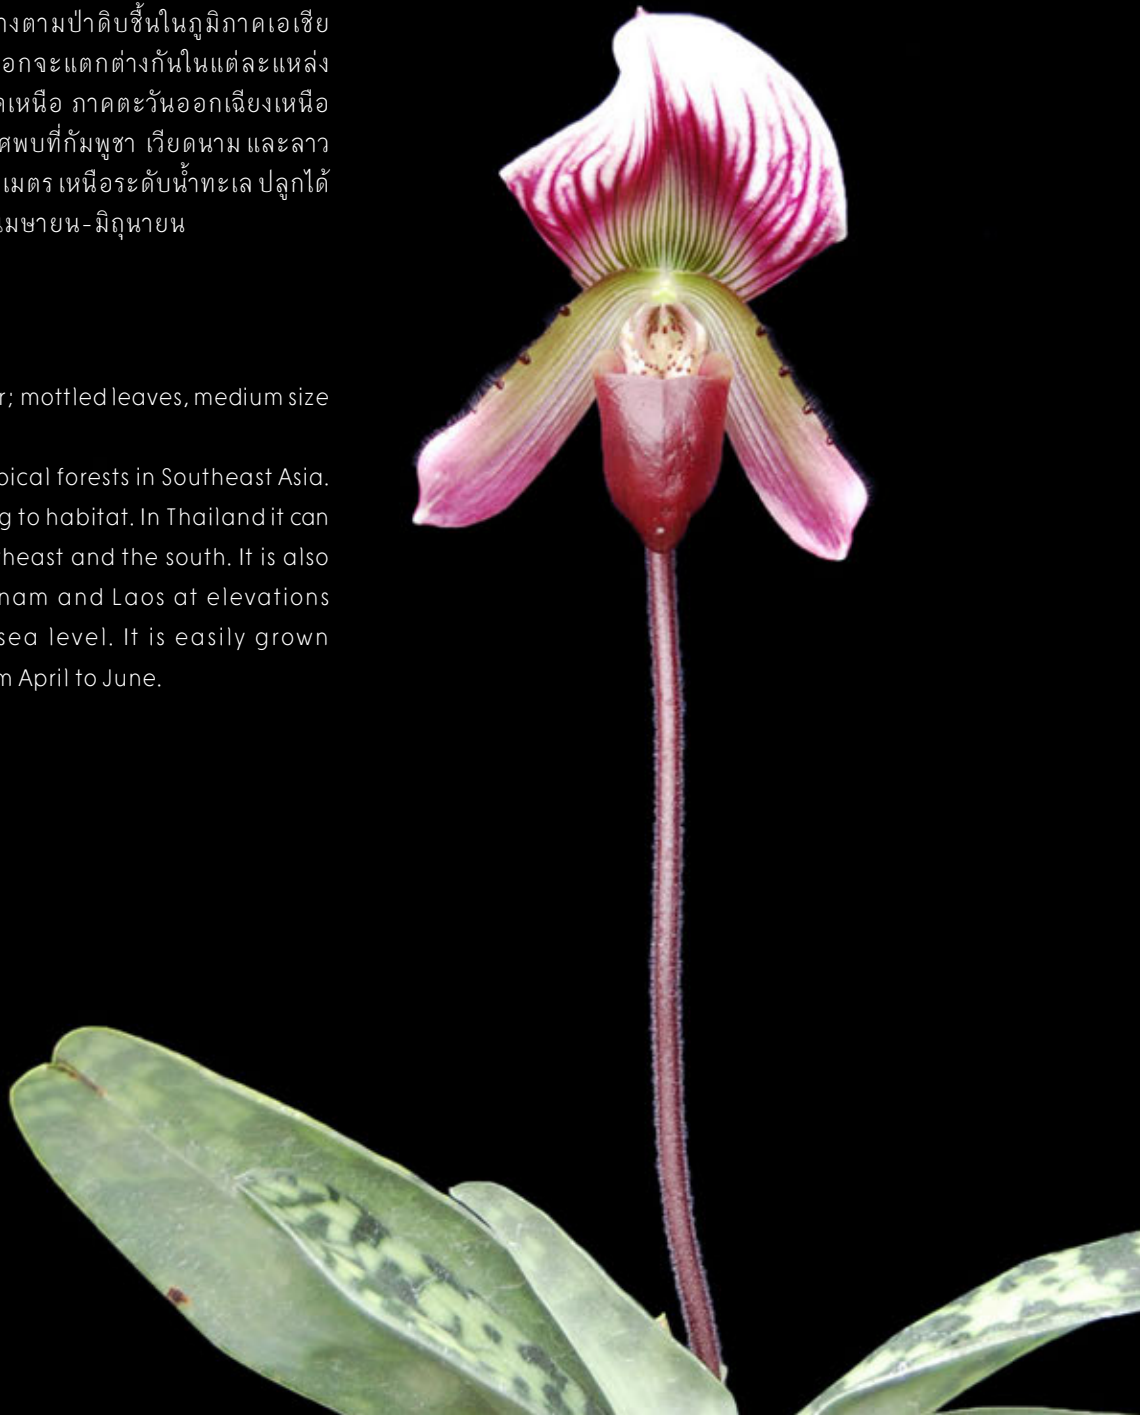 างตามป่าดิบชื้นในภูมิภาคเอเชีย
อกจะแตกต่างกันในแต่ละแหล่ง
คเหนือ ภาคตะวันออกเฉียงเหนือ
ศพบที่กัมพูชา เวียดนาม และลาว
เมตร เหนือระดับน้ำทะเล ปลูกได้
เมษายน-มิถุนายน
r; mottled leaves, medium size
pical forests in Southeast Asia.
g to habitat. In Thailand it can
heast and the south. It is also
nam and Laos at elevations
sea level. It is easily grown
m April to June.